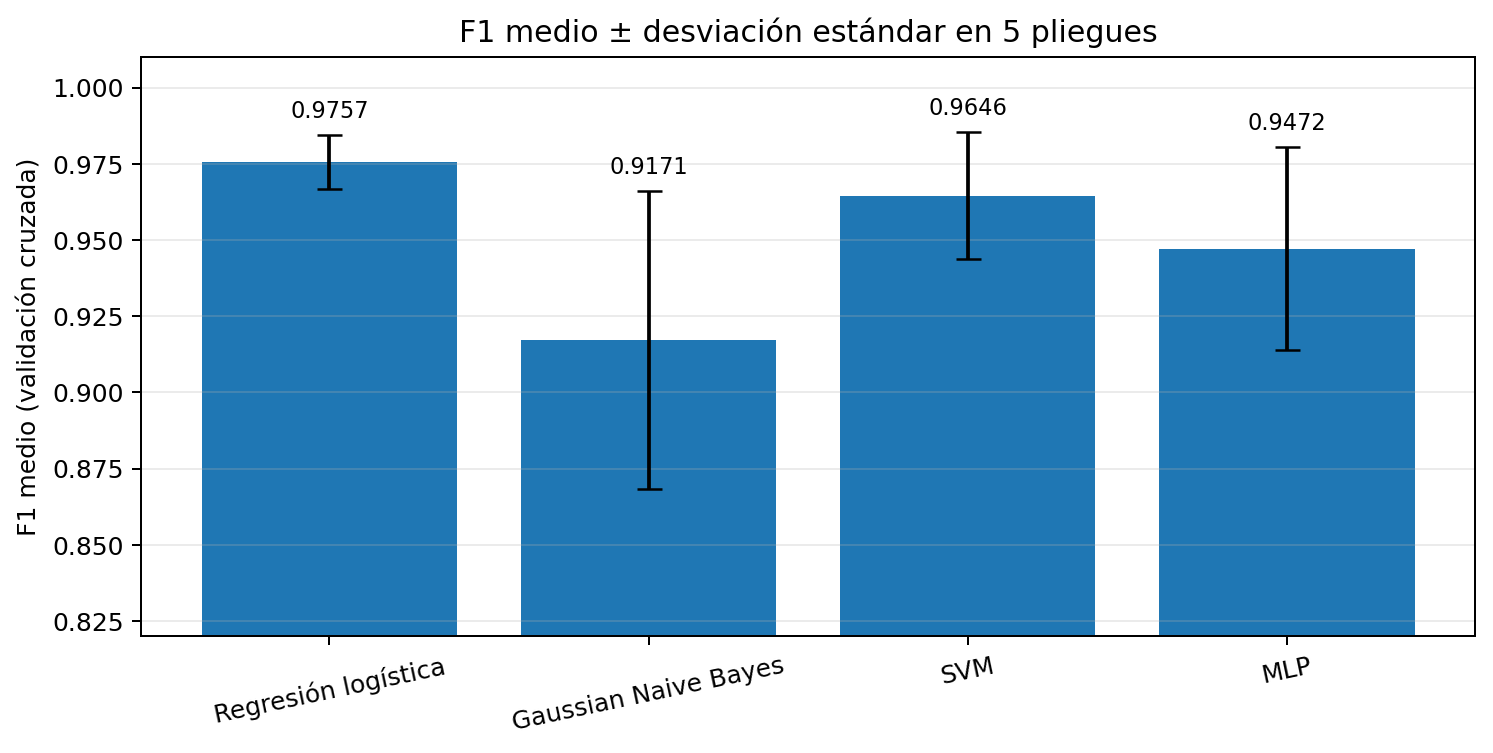 F1 medio ± desviación estándar en 5 pliegues
F1 medio (validación cruzada)
1.000
0.975
0.950
0.925
0.900
0.875
0.850
0.825
0.9757
0.9171
0.9646
0.9472
Regresión logística
Gaussian Naive Bayes
SVM
MLP